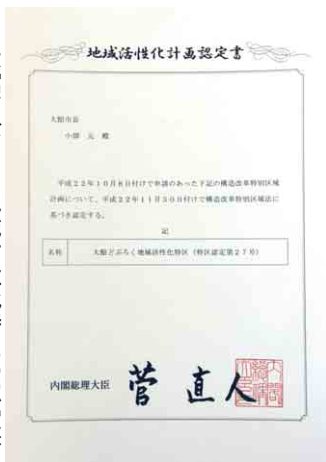 地域活性化計画認定書
大館市長
小畑 元 殿
平成22年10月8日付けで申請のあった下記の構造改革特別区域
計画について、平成22年11月30日付けで構造改革特別区域法に
基づき認定する。
記
名称 大館どぶろく地域活性化特区（特区認定第27号）
内閣総理大臣 菅 直人